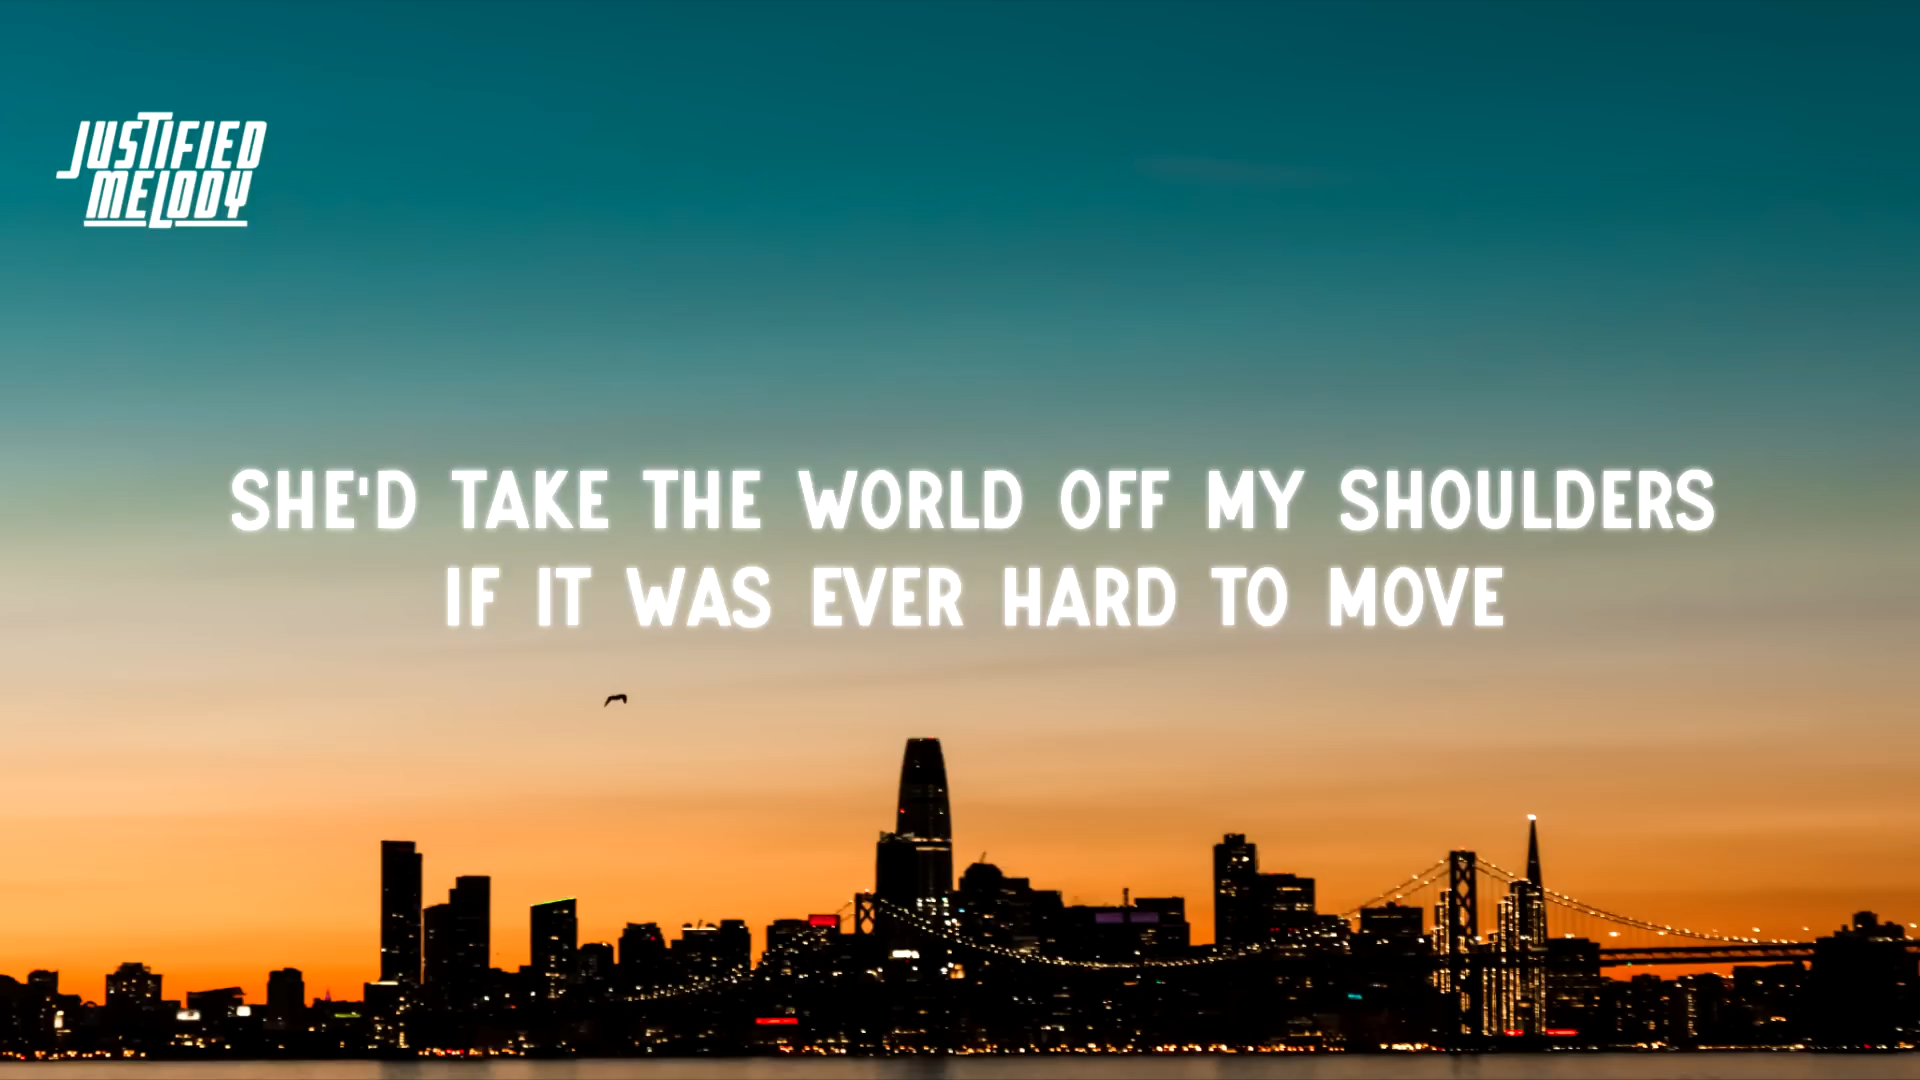 JUSTIFIED
MELODY
SHE'D TAKE THE WORLD OFF MY SHOULDERS
IF IT WAS EVER HARD TO MOVE